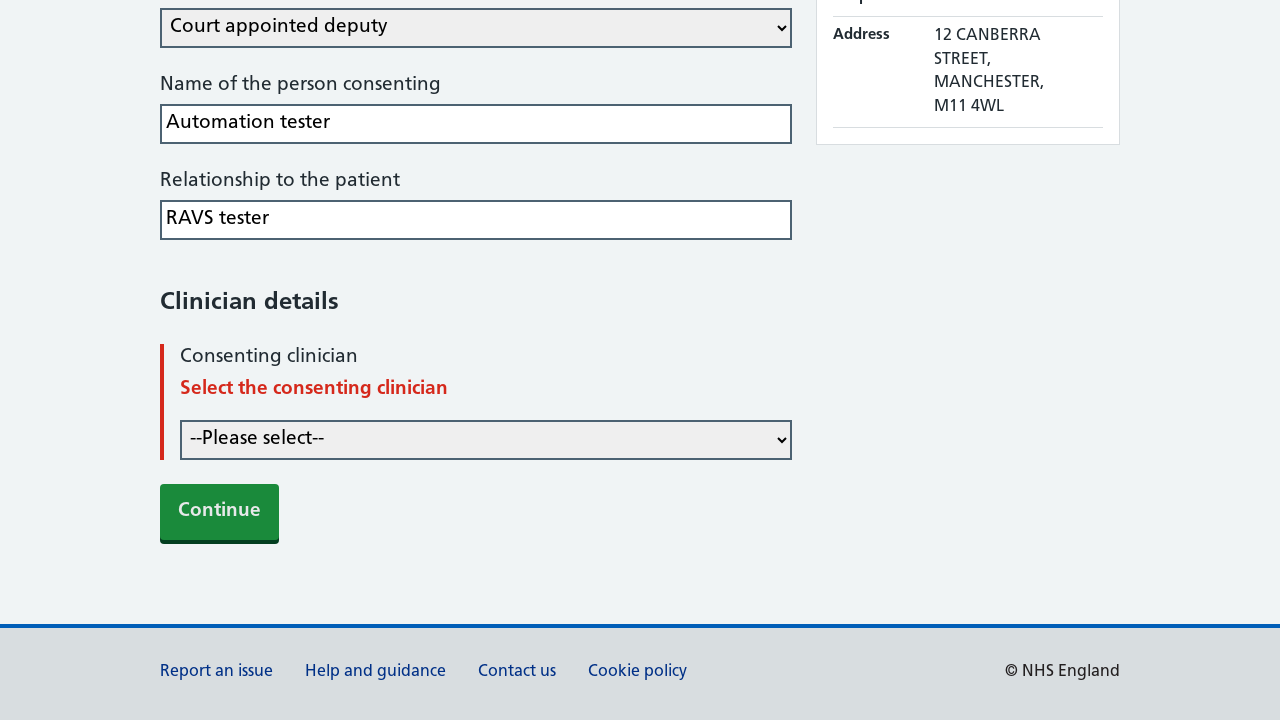 Court appointed deputy
Name of the person consenting
Automation tester
Relationship to the patient
RAVS tester
Clinician details
Consenting clinician
Select the consenting clinician
--Please select--
Continue
Address
12 CANBERRA
STREET,
MANCHESTER,
M11 4WL
Report an issue
Help and guidance
Contact us
Cookie policy
© NHS England